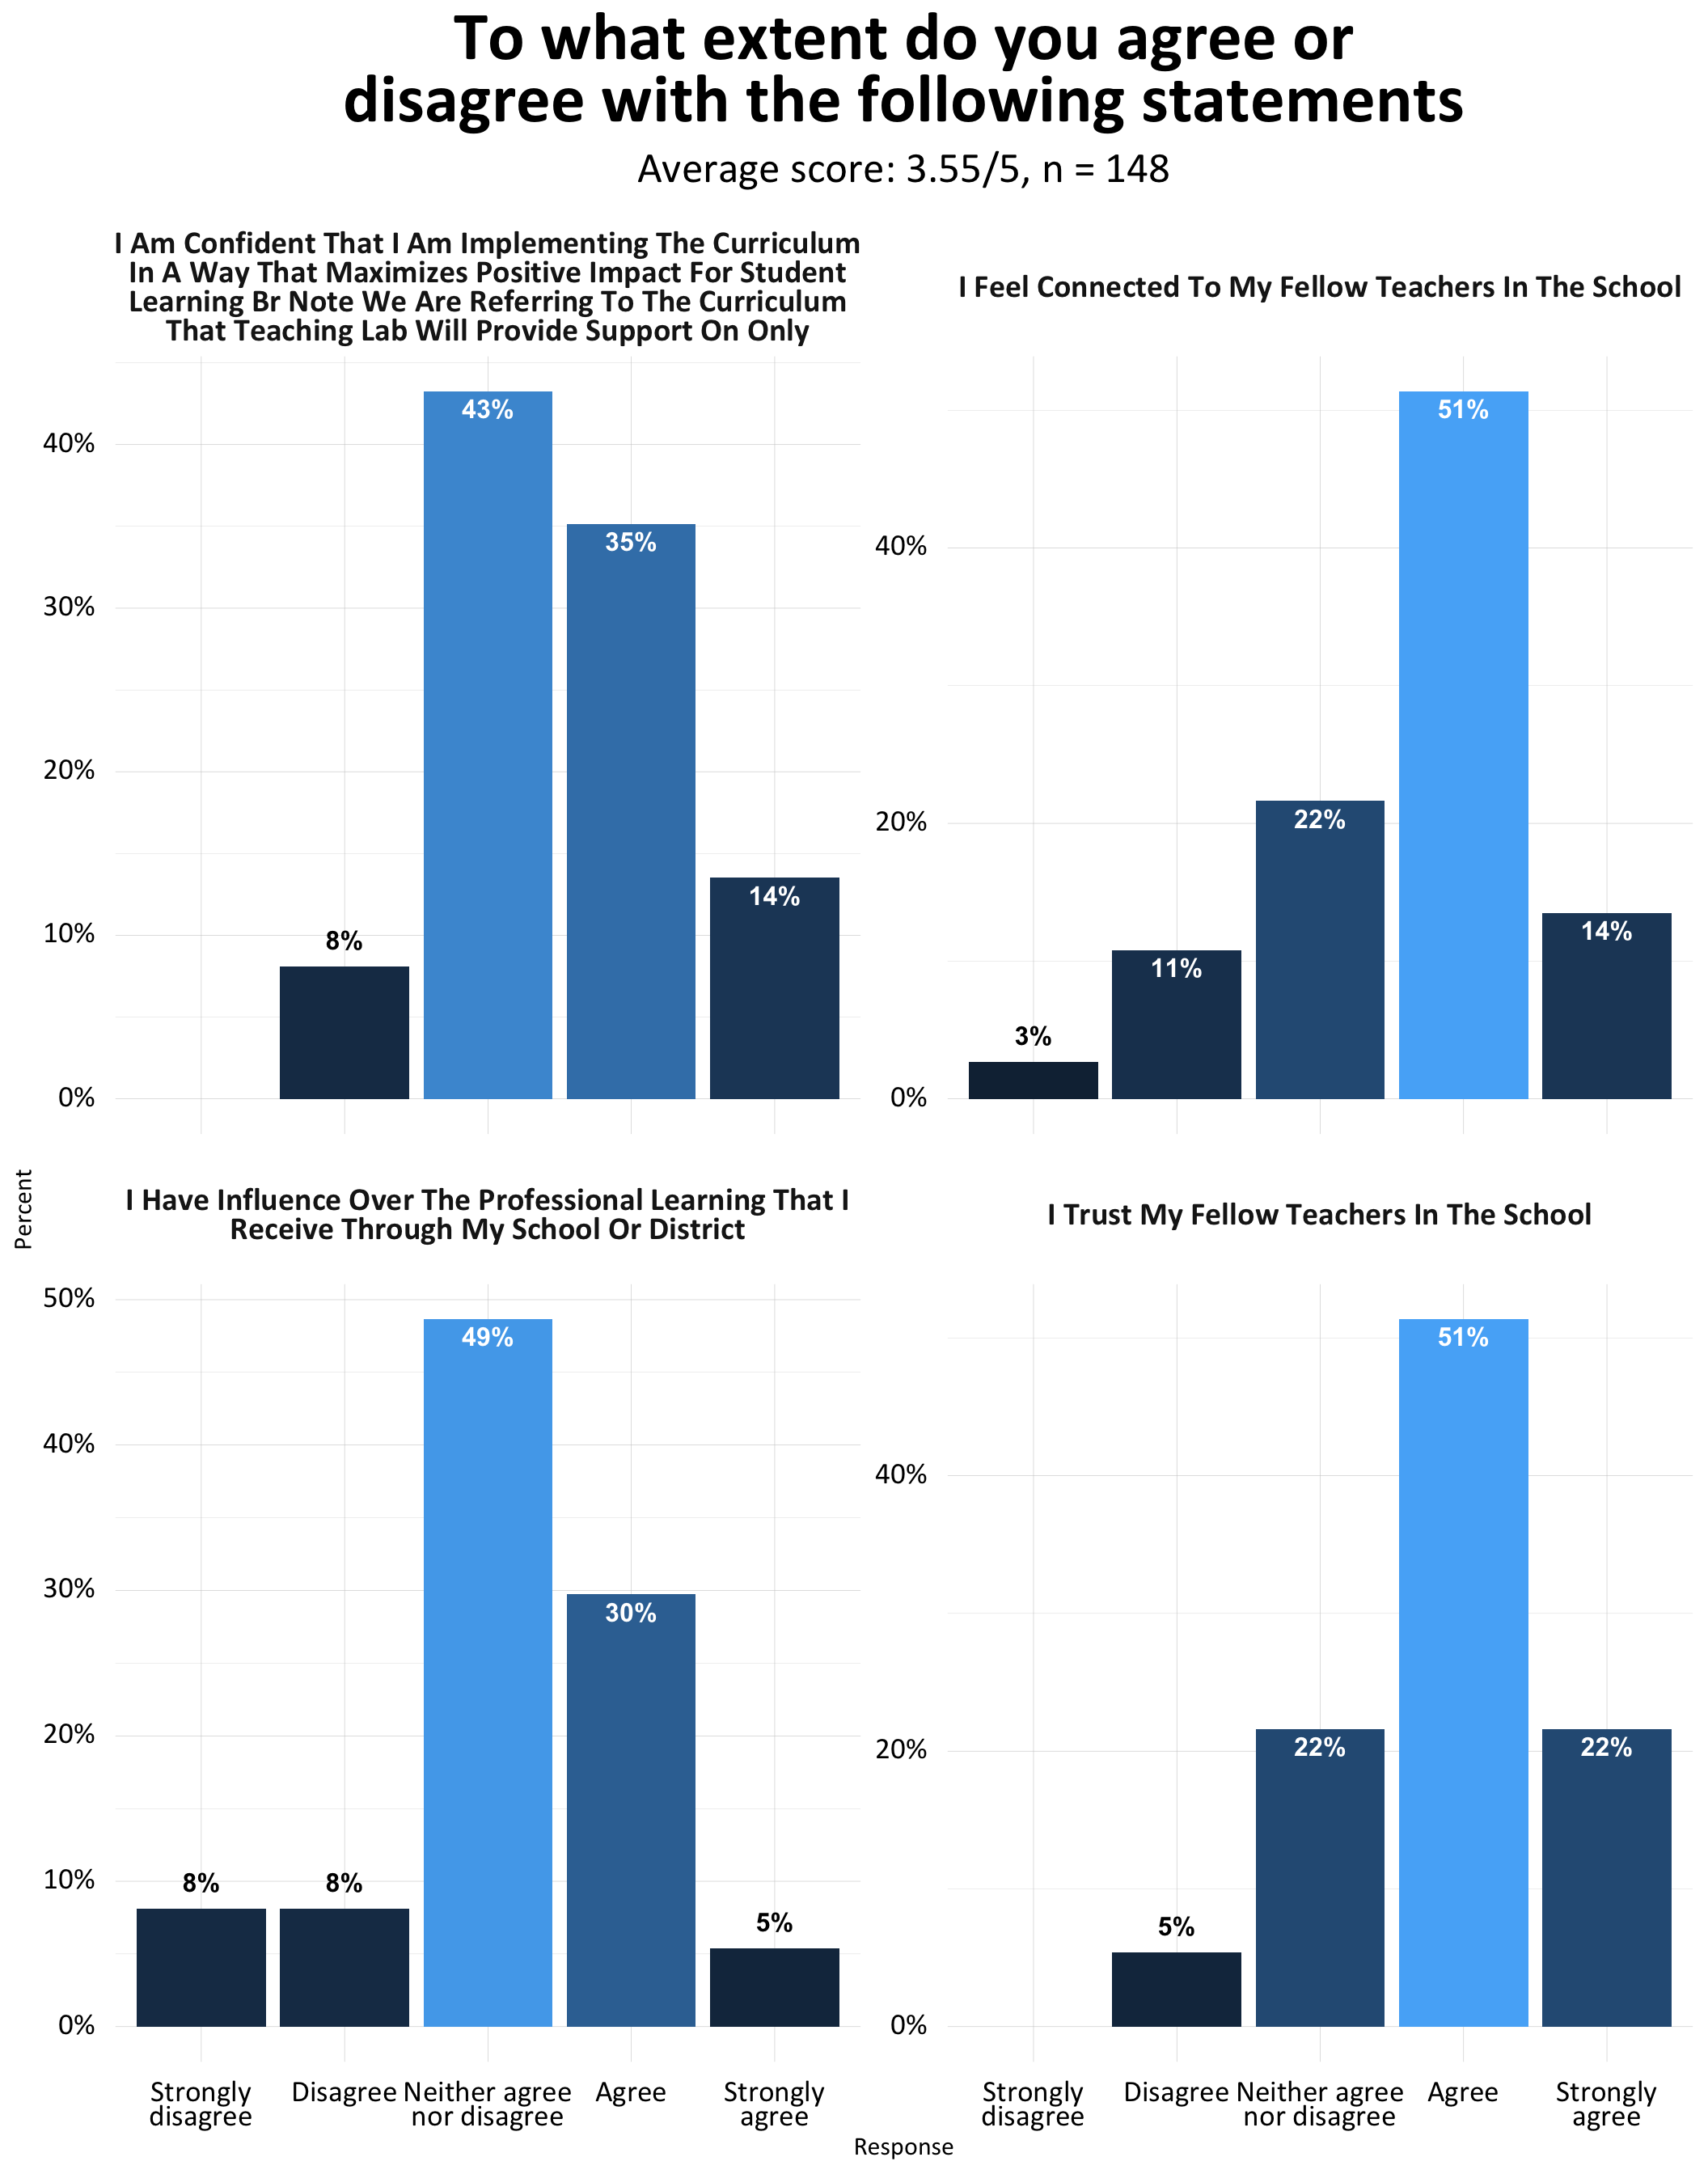 To what extent do you agree or
disagree with the following statements
Average score: 3.55/5, n = 148
I Am Confident That I Am Implementing The Curriculum
In A Way That Maximizes Positive Impact For Student
Learning Br Note We Are Referring To The Curriculum
That Teaching Lab Will Provide Support On Only
43%
40%
35%
30%
20%
14%
10%
8%
0%
I Feel Connected To My Fellow Teachers In The School
51%
40%
22%
20%
14%
11%
3%
0%
Percent
I Have Influence Over The Professional Learning That I
Receive Through My School Or District
50%
49%
40%
30%
30%
20%
10%
8%
8%
5%
0%
Strongly
disagree
Disagree
Neither agree
nor disagree
Agree
Strongly
agree
I Trust My Fellow Teachers In The School
51%
40%
22%
22%
20%
5%
0%
Strongly
disagree
Disagree
Neither agree
nor disagree
Agree
Strongly
agree
Response